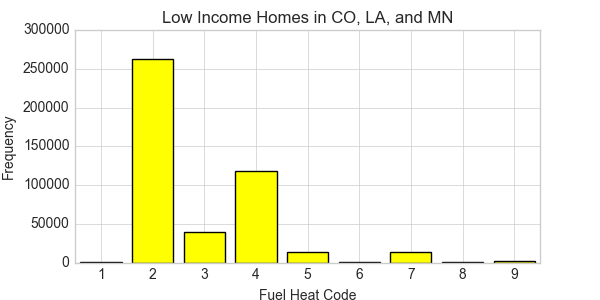 Low Income Homes in CO, LA, and MN
300000
250000
200000
150000
100000
50000
0
Frequency
1 2 3 4 5 6 7 8 9
Fuel Heat Code